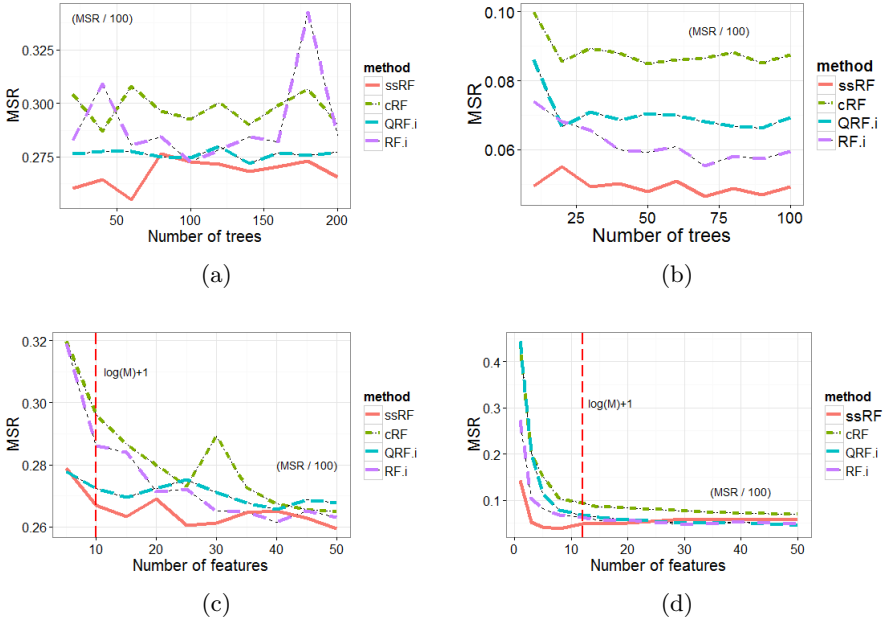 (MSR / 100)
MSR
0.325
0.300
0.275
50
100
150
200
Number of trees
method
ssRF
cRF
QRF.i
RF.i
(a)
(MSR / 100)
MSR
0.10
0.08
0.06
25
50
75
100
Number of trees
method
ssRF
cRF
QRF.i
RF.i
(b)
MSR
0.32
0.30
0.28
0.26
log(M)+1
(MSR / 100)
10
20
30
40
50
Number of features
method
ssRF
cRF
QRF.i
RF.i
(c)
MSR
0.4
0.3
0.2
0.1
log(M)+1
(MSR / 100)
0
10
20
30
40
50
Number of features
method
ssRF
cRF
QRF.i
RF.i
(d)